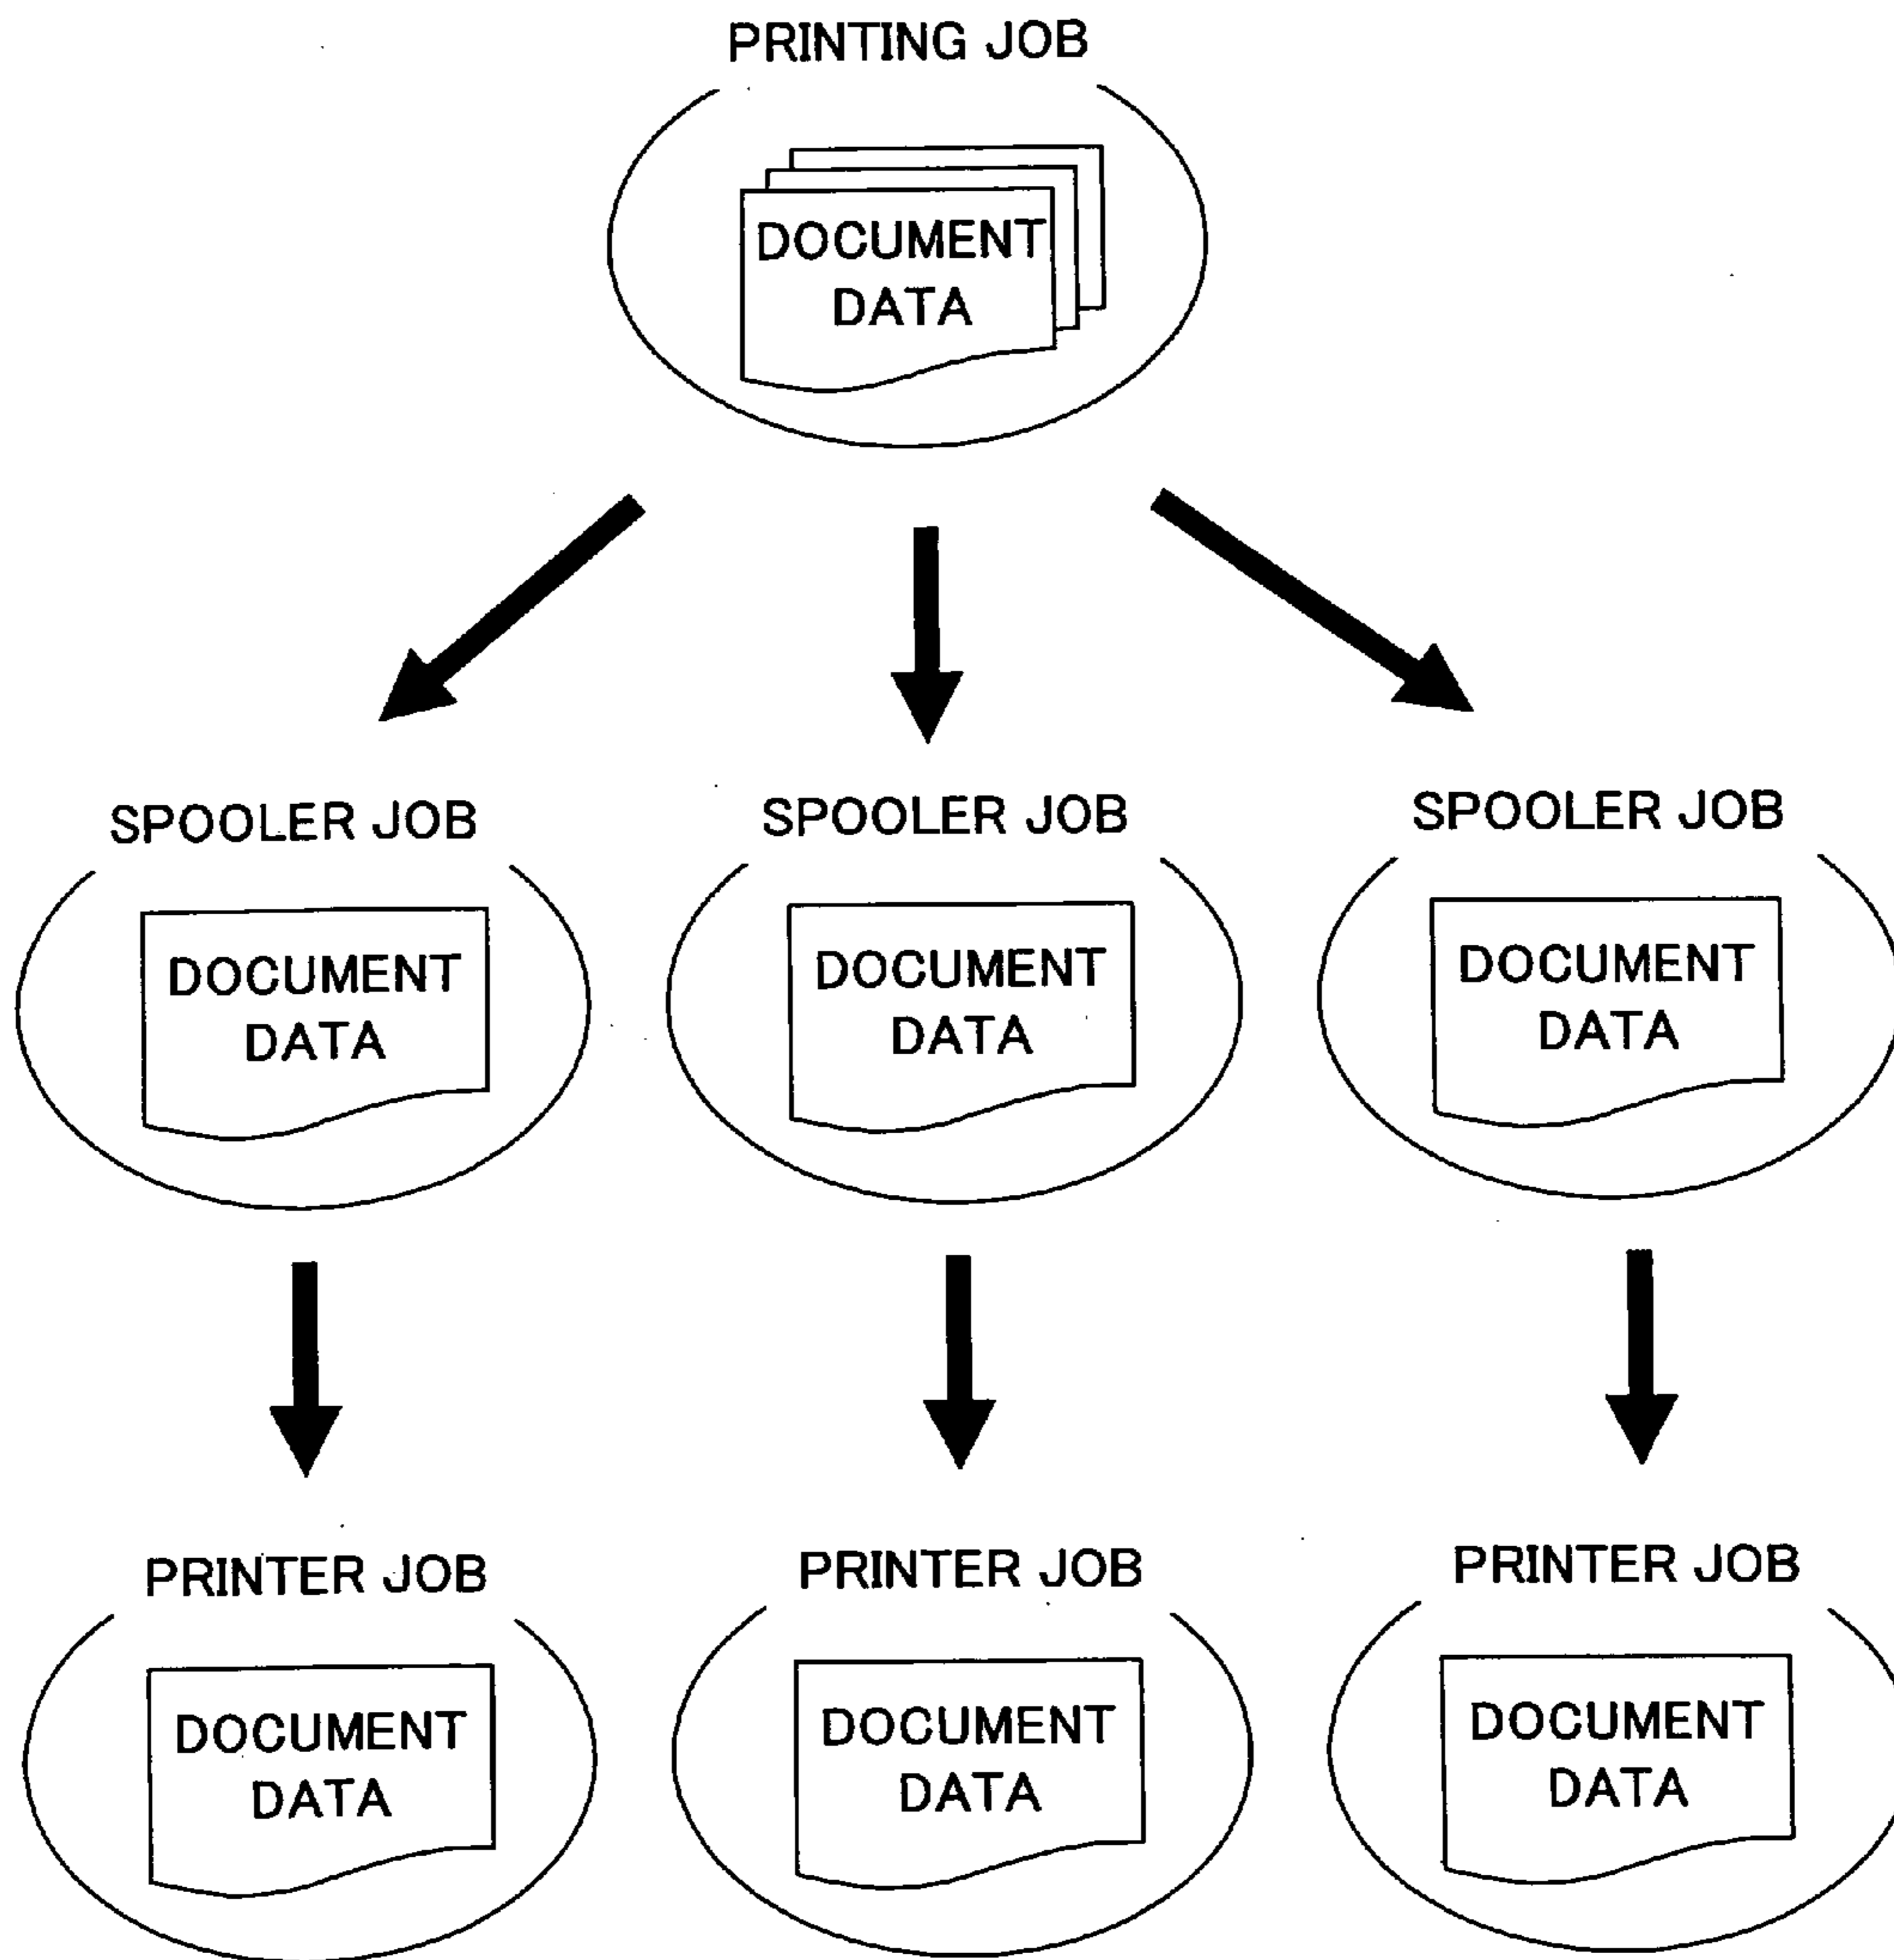 PRINTING JOB
DOCUMENT
DATA
SPOOLER JOB
SPOOLER JOB
SPOOLER JOB
DOCUMENT
DATA
DOCUMENT
DATA
DOCUMENT
DATA
PRINTER JOB
PRINTER JOB
PRINTER JOB
DOCUMENT
DATA
DOCUMENT
DATA
DOCUMENT
DATA